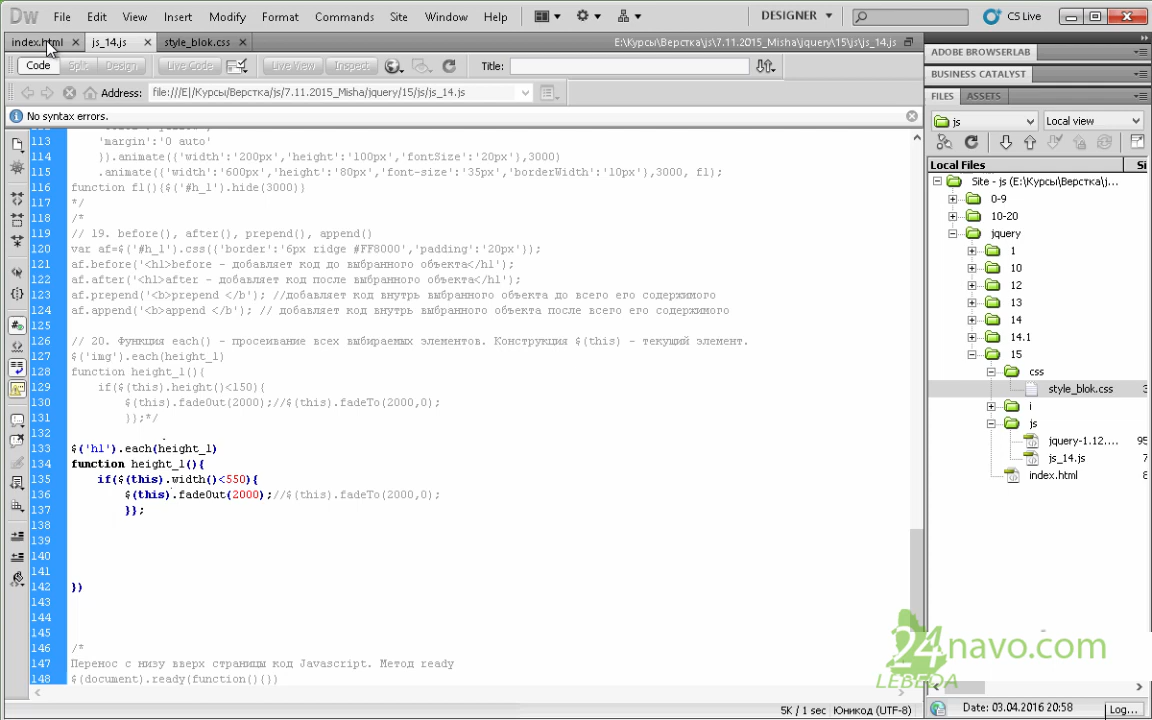 Dw File Edit View Insert Modify Format Commands Site Window Help DESIGNER CS Live
index.html js_14.js style_blok.css E:\Курсы\Верстка\js\7.11.2015_Misha\jquery\15\js\js_14.js
Code Split Design Live Code Live View Inspect Title:
Address: file:///E|/Курсы/Верстка/js/7.11.2015_Misha/jquery/15/js/js_14.js
No syntax errors.
113 'margin':'0 auto'
114 }).animate({'width':'200px','height':'100px','fontSize':'20px'},3000)
115 .animate({'width':'600px','height':'80px','font-size':'35px','borderWidth':'10px'},3000, f1);
116 function f1(){$('#h_1').hide(3000)}
117 */
118 /*
119 // 19. before(), after(), prepend(), append()
120 var af=$('#h_1').css({'border':'6px ridge #FF8000','padding':'20px'});
121 af.before('<h1>before - добавляет код до выбранного объекта</h1');
122 af.after('<h1>after - добавляет код после выбранного объекта</h1');
123 af.prepend('<b>prepend </b'); //добавляет код внутрь выбранного объекта до всего его содержимого
124 af.append('<b>append </b'); // добавляет код внутрь выбранного объекта после всего его содержимого
125
126 // 20. Функция each() - просеивание всех выбираемых элементов. Конструкция $(this) - текущий элемент.
127 $('img').each(height_1)
128 function height_1(){
129 if($(this).height()<150){
130 $(this).fadeOut(2000);//$(this).fadeTo(2000,0);
131 }};*/
132
133 $('h1').each(height_1)
134 function height_1(){
135 if($(this).width()<550){
136 $(this).fadeOut(2000);//$(this).fadeTo(2000,0);
137 }};
138
139
140
141
142 })
143
144
145
146 /*
147 Перенос с низу вверх страницы код Javascript. Метод ready
148 $(document).ready(function(){})
5K / 1 sec Юникод (UTF-8)
ADOBE BROWSERLAB
BUSINESS CATALYST
FILES ASSETS
js Local view
Local Files Si
Site - js (E:\Курсы\Верстка\j...
0-9
10-20
jquery
1
10
12
13
14
14.1
15
css
style_blok.css 3
i
js
jquery-1.12.... 95
js_14.js 7
index.html 8
24navo.com
LEBEDA
Date: 03.04.2016 20:58 Log...